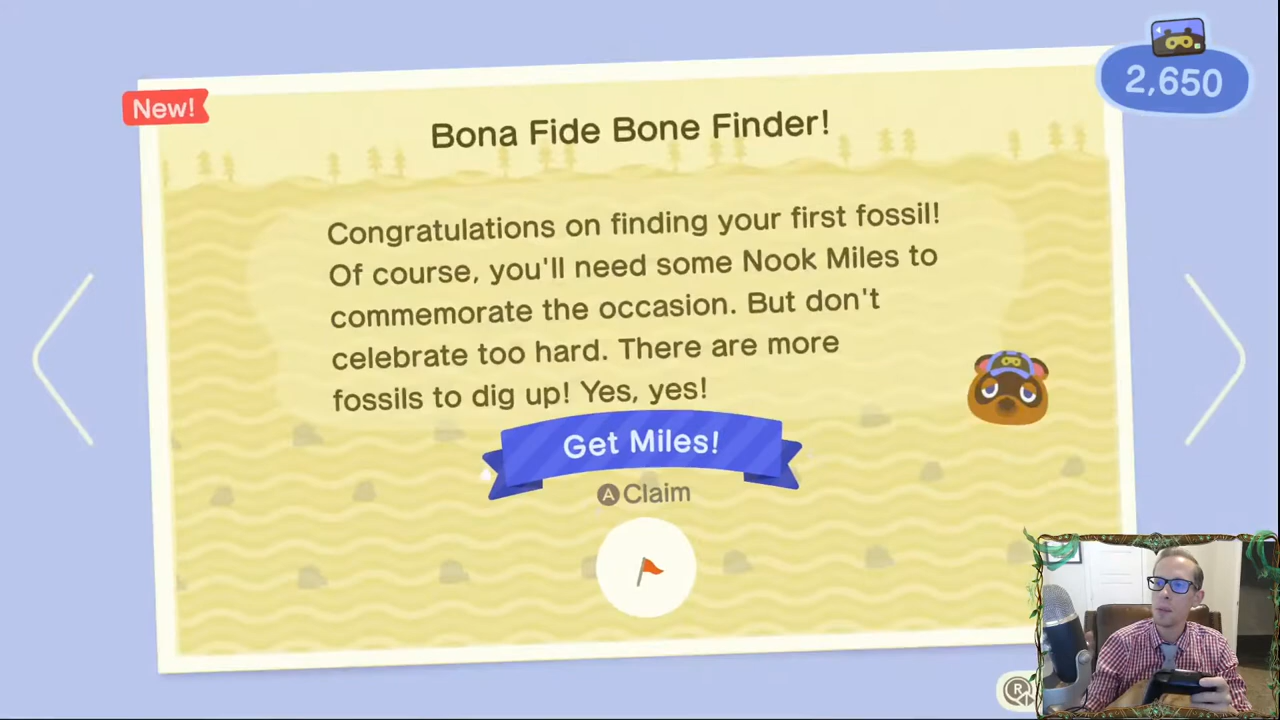 2,650
New!
Bona Fide Bone Finder!
Congratulations on finding your first fossil!
Of course, you'll need some Nook Miles to
commemorate the occasion. But don't
celebrate too hard. There are more
fossils to dig up! Yes, yes!
Get Miles!
A Claim
R